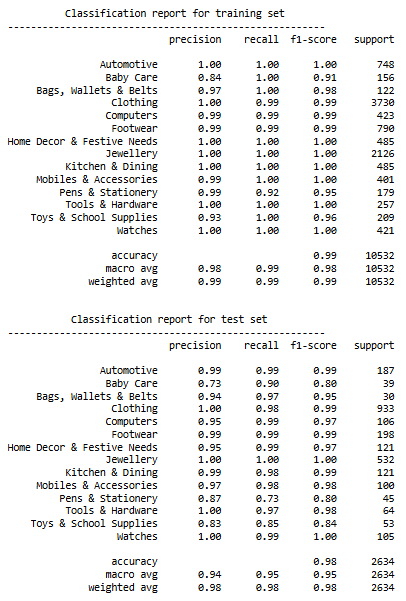 Classification report for training set
------------------------------------------------------
precision recall f1-score support
Automotive 1.00 1.00 1.00 748
Baby Care 0.84 1.00 0.91 156
Bags, Wallets & Belts 0.97 1.00 0.98 122
Clothing 1.00 0.99 0.99 3730
Computers 0.99 0.99 0.99 423
Footwear 0.99 0.99 0.99 790
Home Decor & Festive Needs 1.00 1.00 1.00 485
Jewellery 1.00 1.00 1.00 2126
Kitchen & Dining 1.00 1.00 1.00 485
Mobiles & Accessories 0.99 1.00 1.00 401
Pens & Stationery 0.99 0.92 0.95 179
Tools & Hardware 1.00 1.00 1.00 257
Toys & School Supplies 0.93 1.00 0.96 209
Watches 1.00 1.00 1.00 421
accuracy 0.99 10532
macro avg 0.98 0.99 0.98 10532
weighted avg 0.99 0.99 0.99 10532
Classification report for test set
------------------------------------------------------
precision recall f1-score support
Automotive 0.99 0.99 0.99 187
Baby Care 0.73 0.90 0.80 39
Bags, Wallets & Belts 0.94 0.97 0.95 30
Clothing 1.00 0.98 0.99 933
Computers 0.95 0.99 0.97 106
Footwear 0.99 0.99 0.99 198
Home Decor & Festive Needs 0.95 0.99 0.97 121
Jewellery 1.00 1.00 1.00 532
Kitchen & Dining 0.99 0.98 0.99 121
Mobiles & Accessories 0.97 0.98 0.98 100
Pens & Stationery 0.87 0.73 0.80 45
Tools & Hardware 1.00 0.97 0.98 64
Toys & School Supplies 0.83 0.85 0.84 53
Watches 1.00 0.99 1.00 105
accuracy 0.98 2634
macro avg 0.94 0.95 0.95 2634
weighted avg 0.98 0.98 0.98 2634